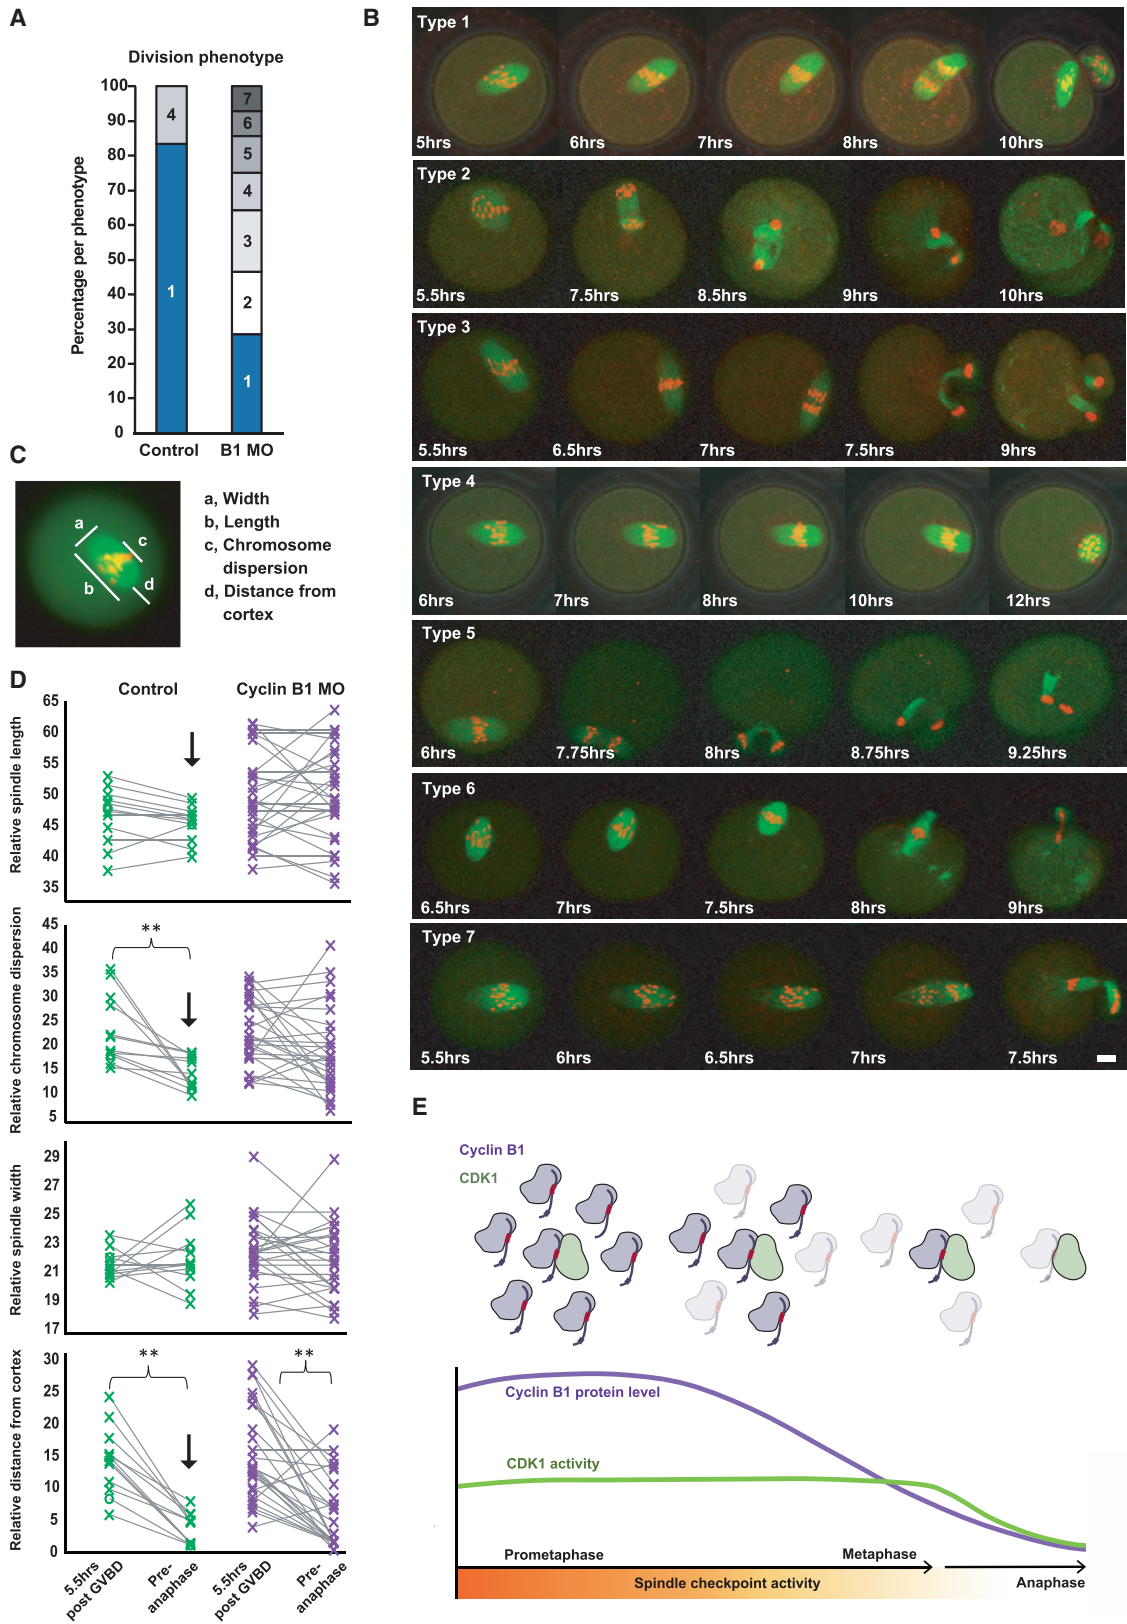 A
Division phenotype
Percentage per phenotype
100
90
80
70
60
50
40
30
20
10
0
4
1
7
6
5
4
3
2
1
Control
B1 MO
B
Type 1
5hrs
6hrs
7hrs
8hrs
10hrs
Type 2
5.5hrs
7.5hrs
8.5hrs
9hrs
10hrs
Type 3
5.5hrs
6.5hrs
7hrs
7.5hrs
9hrs
Type 4
6hrs
7hrs
8hrs
10hrs
12hrs
Type 5
6hrs
7.75hrs
8hrs
8.75hrs
9.25hrs
Type 6
6.5hrs
7hrs
7.5hrs
8hrs
9hrs
Type 7
5.5hrs
6hrs
6.5hrs
7hrs
7.5hrs
C
a
b
c
d
a, Width
b, Length
c, Chromosome
dispersion
d, Distance from
cortex
D
Control
Cyclin B1 MO
Relative spindle length
65
60
55
50
45
40
35
Relative chromosome dispersion
45
40
35
30
25
20
15
10
5
**
Relative spindle width
29
27
25
23
21
19
17
Relative distance from cortex
30
25
20
15
10
5
0
**
**
5.5hrs
post GVBD
Pre-
anaphase
5.5hrs
post GVBD
Pre-
anaphase
E
Cyclin B1
CDK1
Cyclin B1 protein level
CDK1 activity
Prometaphase
Metaphase
Spindle checkpoint activity
Anaphase